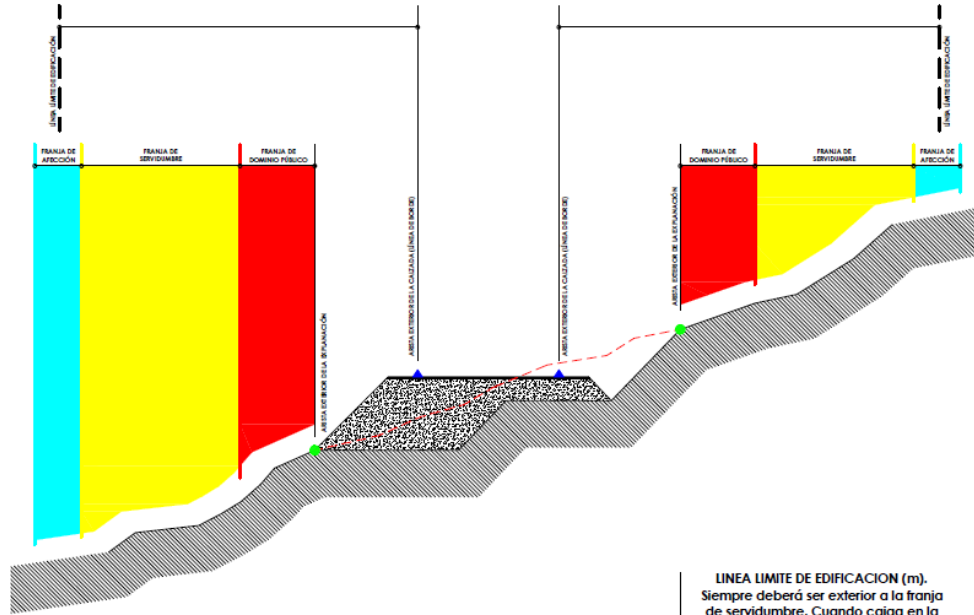 LÍNEA LÍMITE DE EDIFICACIÓN
LÍNEA LÍMITE DE EDIFICACIÓN
FRANJA DE
AFECCIÓN
FRANJA DE
SERVIDUMBRE
FRANJA DE
DOMINIO PÚBLICO
FRANJA DE
DOMINIO PÚBLICO
FRANJA DE
SERVIDUMBRE
FRANJA DE
AFECCIÓN
ARISTA EXTERIOR DE LA EXPLANACIÓN
ARISTA EXTERIOR DE LA CALZADA (LÍNEA DE BORDE)
ARISTA EXTERIOR DE LA CALZADA (LÍNEA DE BORDE)
ARISTA EXTERIOR DE LA EXPLANACIÓN
LINEA LIMITE DE EDIFICACION (m).
Siempre deberá ser exterior a la franja
de servidumbre. Cuando caiga en la